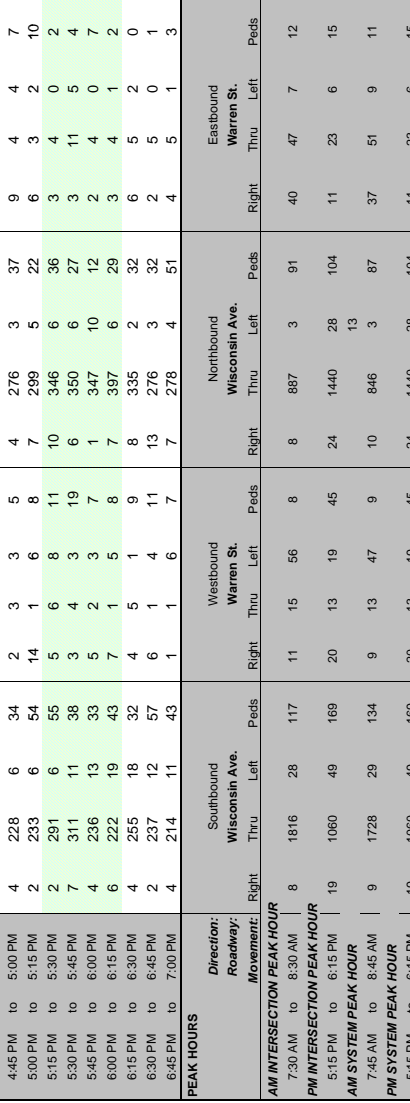 4:45 PM to 5:00 PM 4 228 6 34 2 3 3 5 4 276 3 37 9 4 4 7
5:00 PM to 5:15 PM 2 233 6 54 14 1 6 8 7 299 5 22 6 3 2 10
5:15 PM to 5:30 PM 2 291 6 55 5 6 8 11 10 346 6 36 3 4 0 2
5:30 PM to 5:45 PM 7 311 11 38 3 4 3 19 6 350 6 27 3 11 5 4
5:45 PM to 6:00 PM 4 236 13 33 5 2 3 7 1 347 10 12 2 4 0 7
6:00 PM to 6:15 PM 6 222 19 43 7 1 5 8 7 397 6 29 3 4 1 2
6:15 PM to 6:30 PM 4 255 18 32 4 5 1 9 8 335 2 32 6 5 2 0
6:30 PM to 6:45 PM 2 237 12 57 6 1 4 11 13 276 3 32 2 5 0 1
6:45 PM to 7:00 PM 4 214 11 43 1 1 6 7 7 278 4 51 4 5 1 3
PEAK HOURS
Direction: Southbound Westbound Northbound Eastbound
Roadway: Wisconsin Ave. Warren St. Wisconsin Ave. Warren St.
Movement: Right Thru Left Peds Right Thru Left Peds Right Thru Left Peds Right Thru Left Peds
AM INTERSECTION PEAK HOUR
7:30 AM to 8:30 AM 8 1816 28 117 11 15 56 8 8 887 3 91 40 47 7 12
PM INTERSECTION PEAK HOUR
5:15 PM to 6:15 PM 19 1060 49 169 20 13 19 45 24 1440 28 104 11 23 6 15
AM SYSTEM PEAK HOUR 13
7:45 AM to 8:45 AM 9 1728 29 134 9 13 47 9 10 846 3 87 37 51 9 11
PM SYSTEM PEAK HOUR